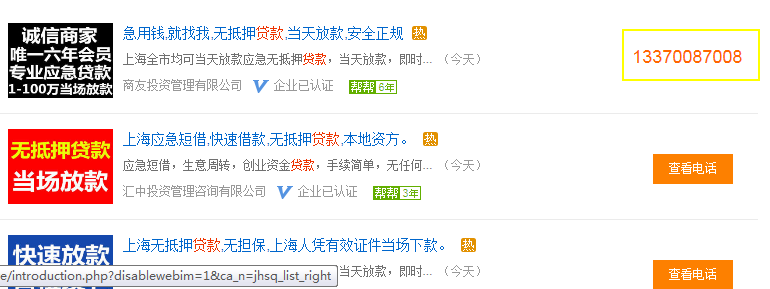 诚信商家
唯一六年会员
专业应急贷款
1-100万当场放款
急用钱,就找我,无抵押贷款,当天放款,安全正规 热
上海全市均可当天放款应急无抵押贷款，当天放款，即时... （今天）
商友投资管理有限公司 企业已认证 帮帮 6年
13370087008
无抵押贷款
当场放款
上海应急短借,快速借款,无抵押贷款,本地资方。 热
应急短借，生意周转，创业资金贷款，手续简单，无任何... （今天）
汇中投资管理咨询有限公司 企业已认证 帮帮 3年
查看电话
快速放款
上海无抵押贷款,无担保,上海人凭有效证件当场下款。 热
e/introduction.php?disablewebim=1&ca_n=jhsq_list_right
当天放款，即时... （今天）
查看电话